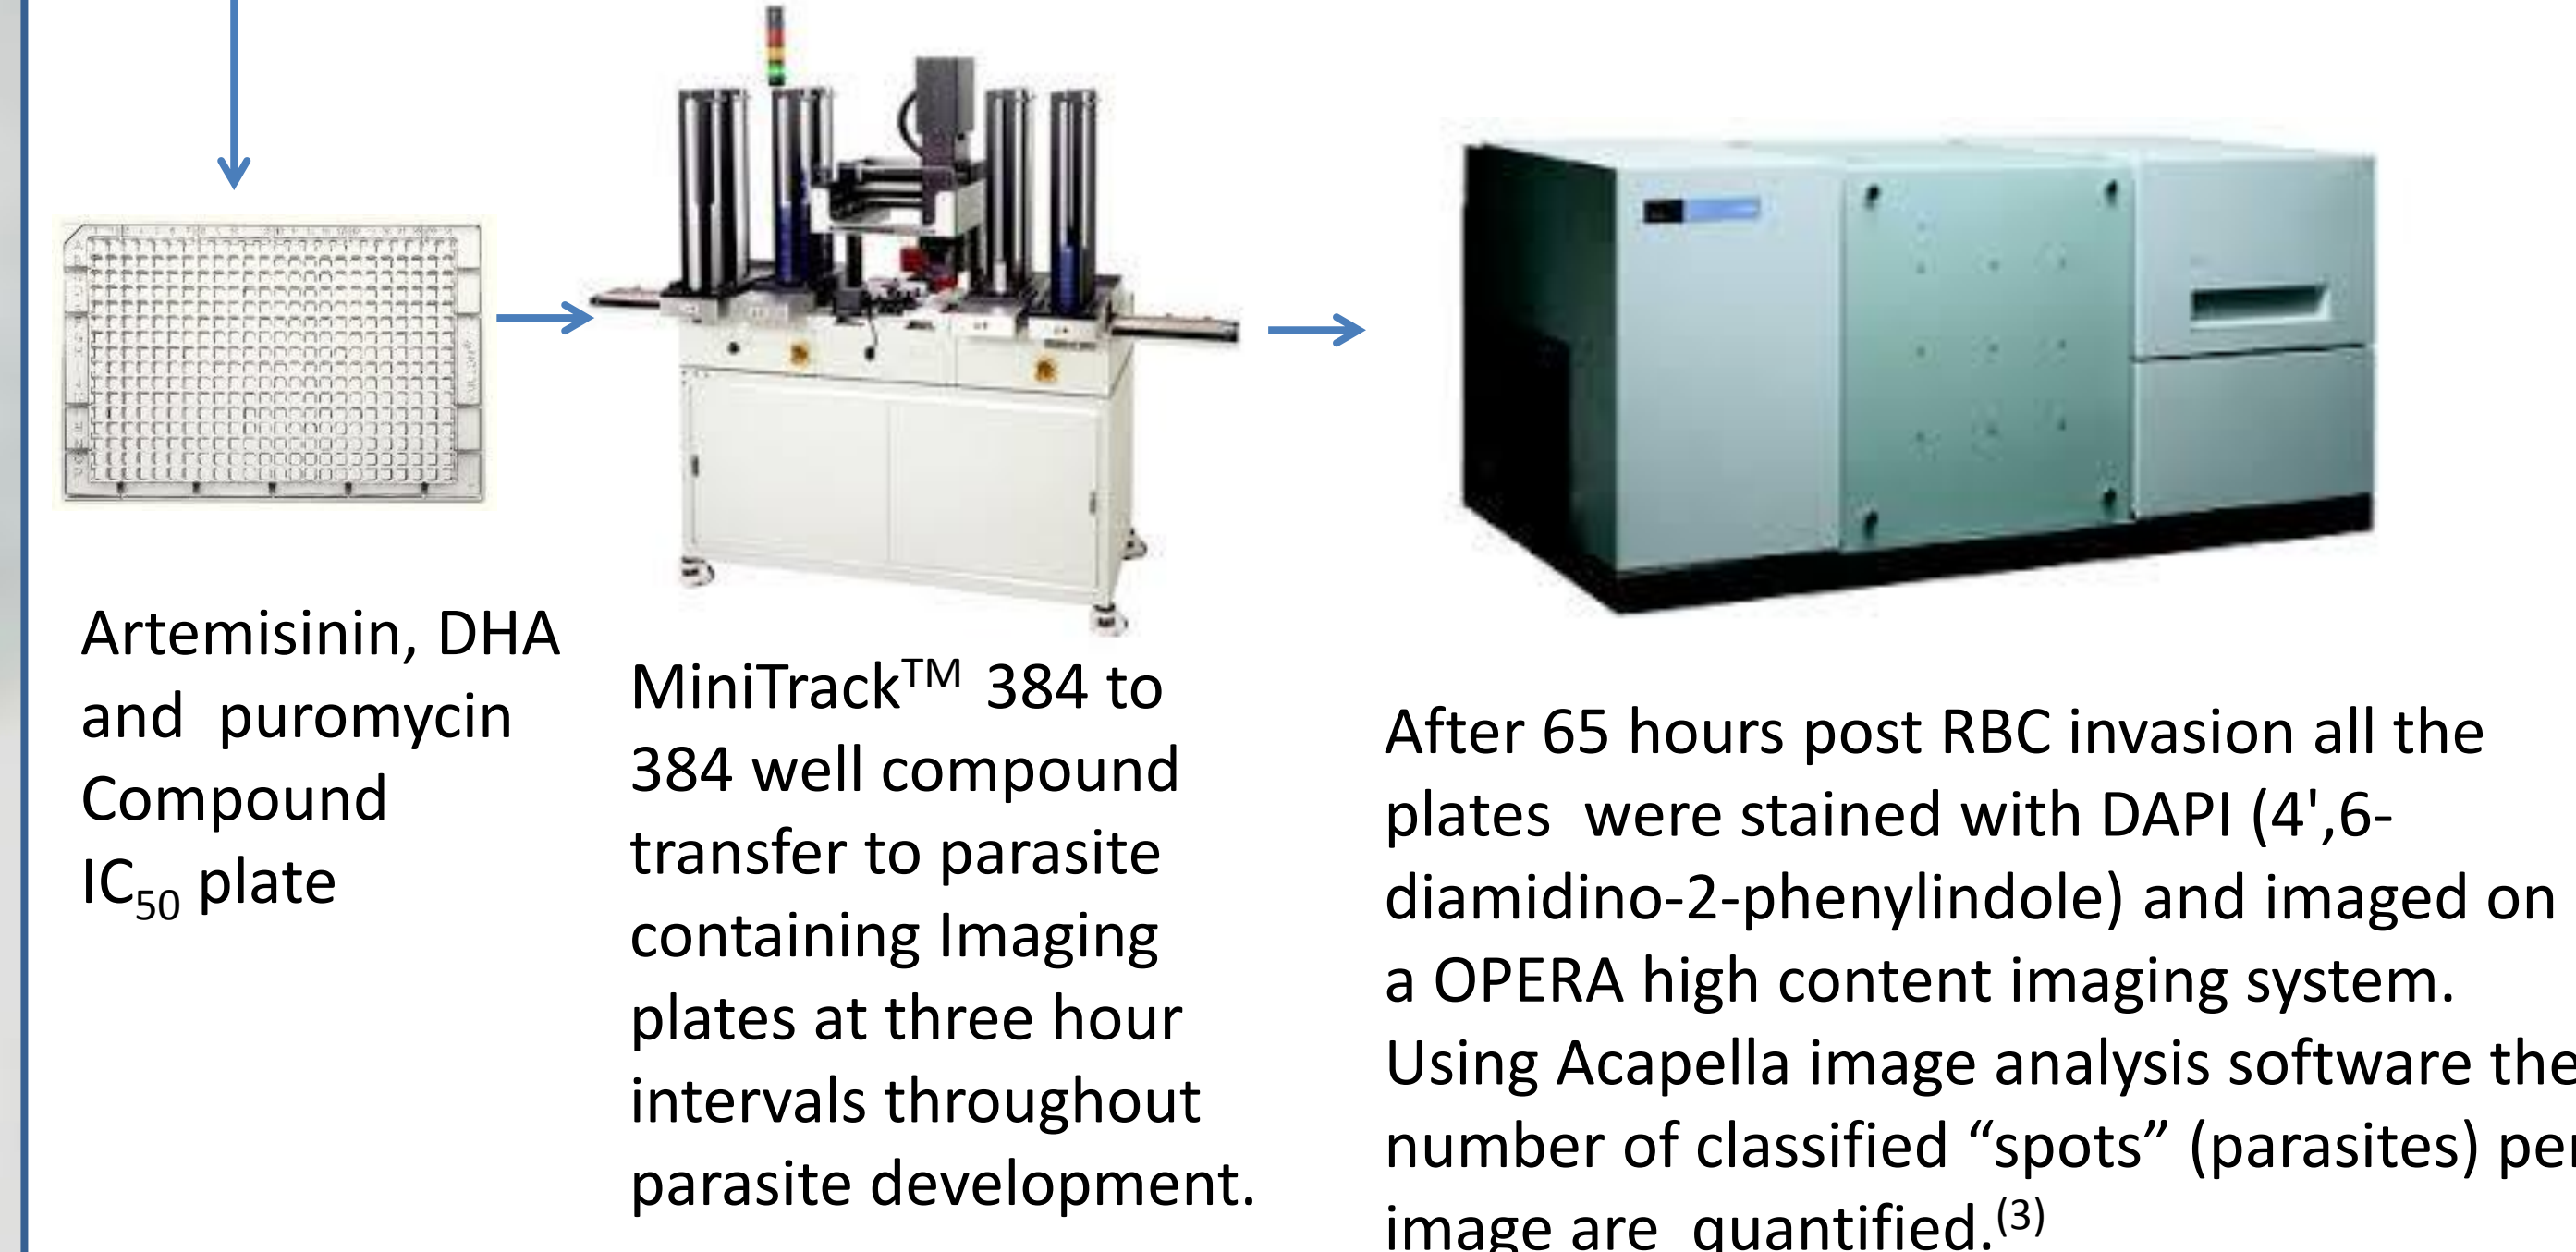 Artemisinin, DHA
and  puromycin
Compound
IC50 plate
MiniTrackTM 384 to
384 well compound
transfer to parasite
containing Imaging
plates at three hour
intervals throughout
parasite development.
After 65 hours post RBC invasion all the
plates  were stained with DAPI (4',6-
diamidino-2-phenylindole) and imaged on
a OPERA high content imaging system.
Using Acapella image analysis software the
number of classified “spots” (parasites) per
image are  quantified.(3)